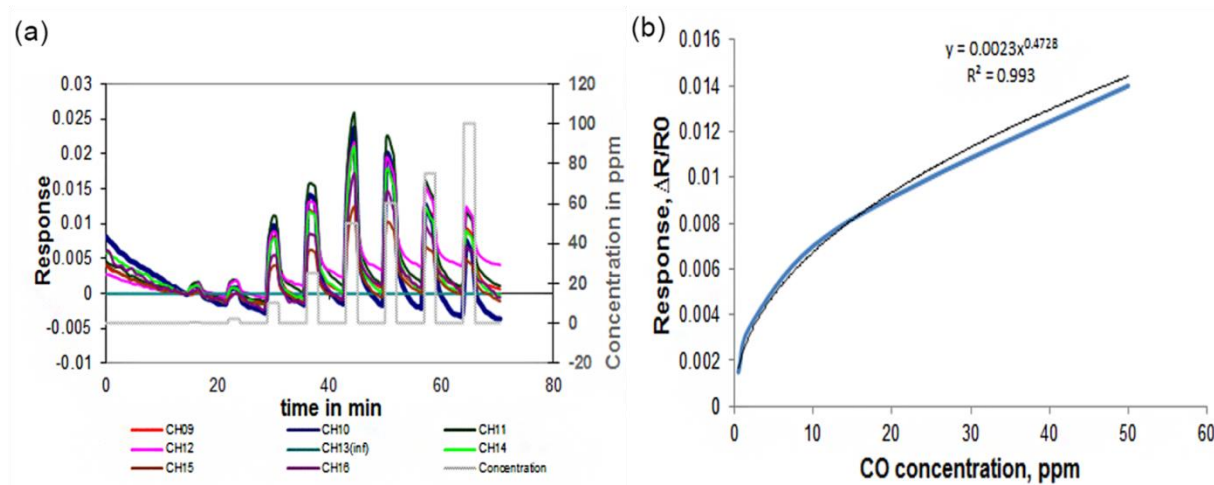 (a)
0.03
0.025
0.02
0.015
0.01
0.005
0
-0.005
-0.01
Response
0
20
40
60
80
time in min
120
100
80
60
40
20
0
-20
Concentration in ppm
CH09
CH10
CH11
CH12
CH13(inf)
CH14
CH15
CH16
Concentration
(b)
0.016
0.014
0.012
0.01
0.008
0.006
0.004
0.002
0
Response, ΔR/R0
y = 0.0023x^0.4728
R² = 0.993
0
10
20
30
40
50
60
CO concentration, ppm